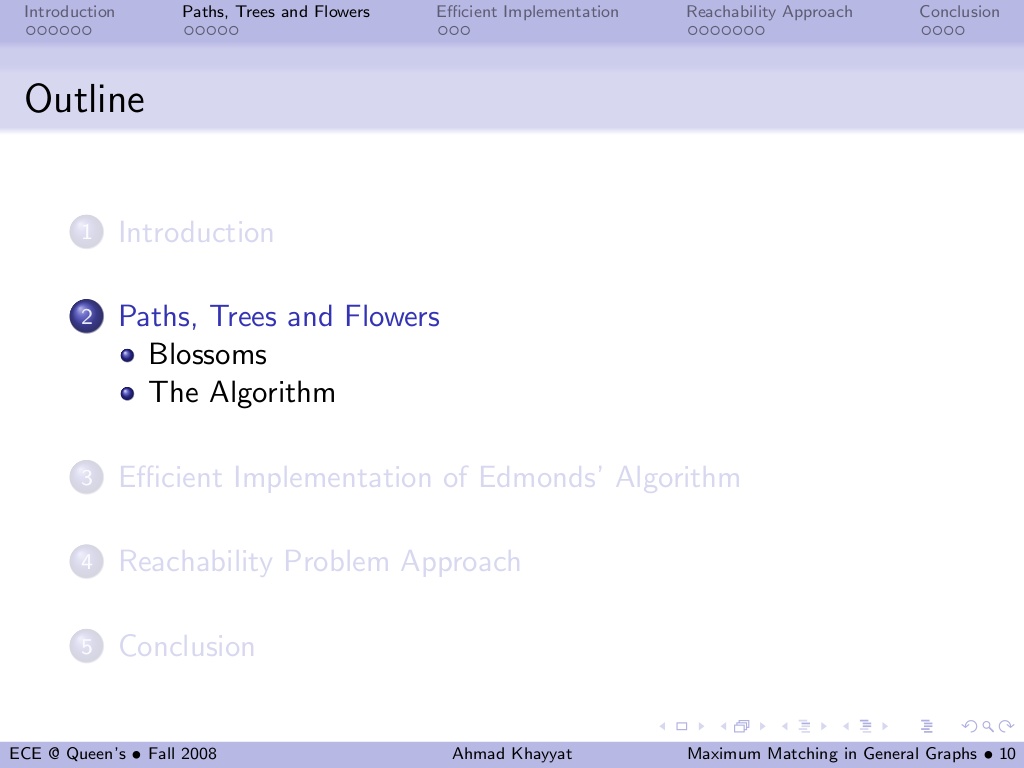 Introduction
Paths, Trees and Flowers
Efficient Implementation
Reachability Approach
Conclusion
Outline
1 Introduction
2 Paths, Trees and Flowers
Blossoms
The Algorithm
3 Efficient Implementation of Edmonds' Algorithm
4 Reachability Problem Approach
5 Conclusion
ECE @ Queen's • Fall 2008
Ahmad Khayyat
Maximum Matching in General Graphs • 10